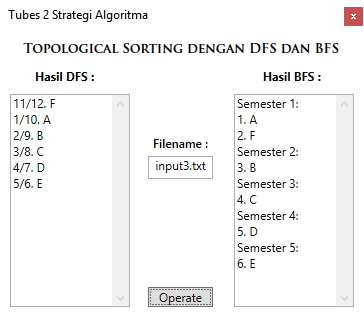 Tubes 2 Strategi Algoritma
x
Topological Sorting dengan DFS dan BFS
Hasil DFS :
11/12. F
1/10. A
2/9. B
3/8. C
4/7. D
5/6. E
Filename :
input3.txt
Operate
Hasil BFS :
Semester 1:
1. A
2. F
Semester 2:
3. B
Semester 3:
4. C
Semester 4:
5. D
Semester 5:
6. E